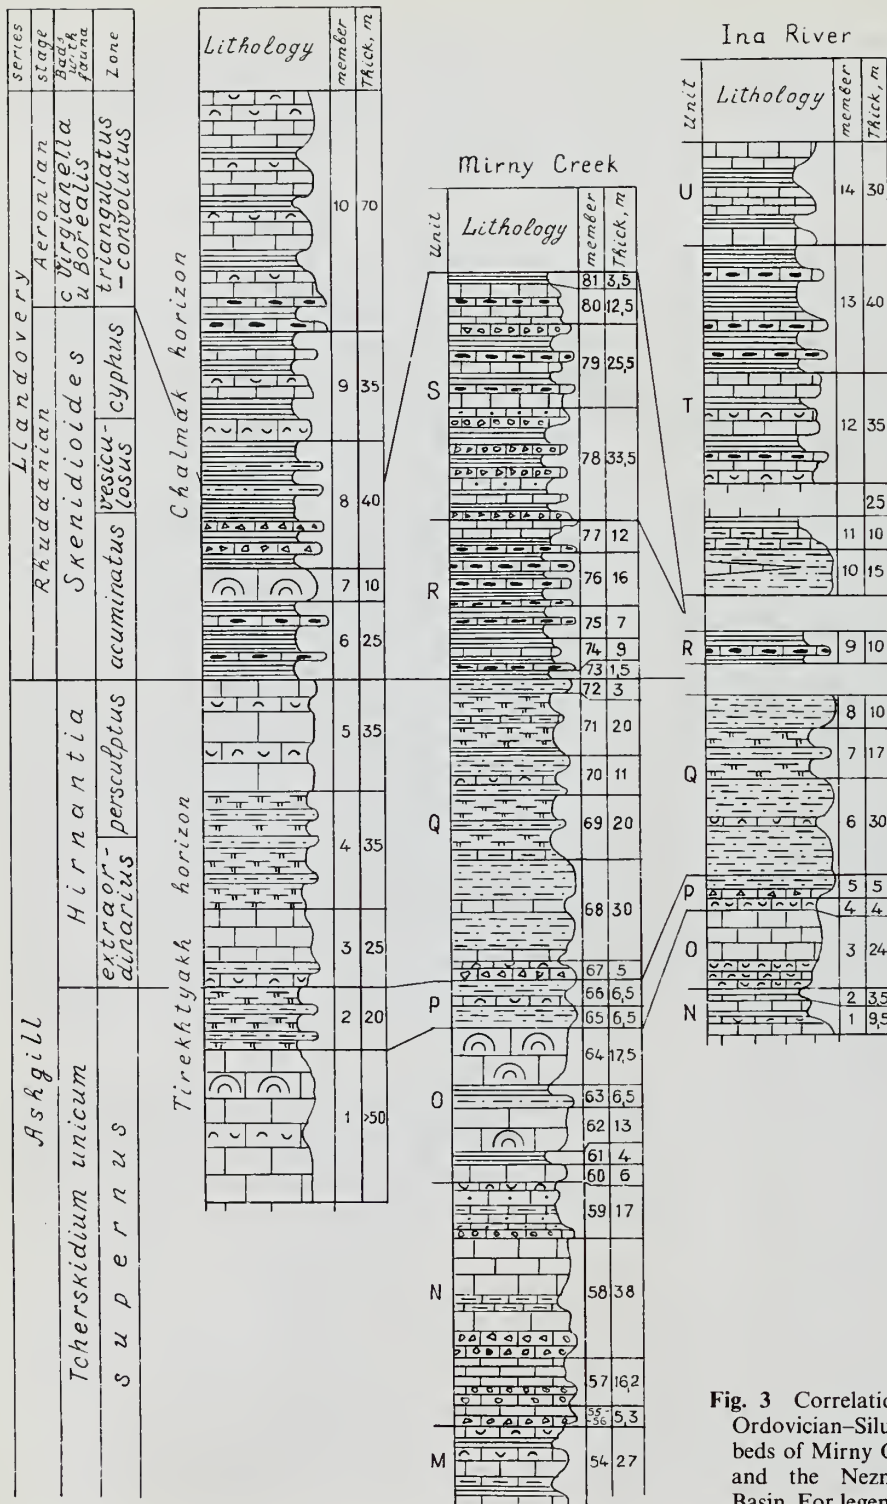 series
stage
Beds with fauna
zone
Llandovery
Ashgill
Aeronian
Rhuddanian
c Virgianella
u Borealis
Skenidioides
Hirnantia
Tcherskidium unicum
triangulatus
-convolutus
cyphus
vesicu-
losus
acuminatus
persculptus
extraor-
dinarius
supernus
Chalmak horizon
Tirekhtyakh horizon
Lithology
member
Thick, m
10 70
9 35
8 40
7 10
6 25
5 35
4 35
3 25
2 20
1 >50
Mirny Creek
Unit
Lithology
member
Thick, m
S
R
Q
P
O
N
M
81 3,5
80 12,5
79 25,5
78 33,5
77 12
76 16
75 7
74 9
73 1,5
72 3
71 20
70 11
69 20
68 30
67 5
66 6,5
65 6,5
64 17,5
63 6,5
62 13
61 4
60 6
59 17
58 38
57 16,2
55-
-56 5,3
54 27
Ina River
Unit
Lithology
member
Thick, m
U
T
R
Q
P
O
N
14 30
13 40
12 35
25
11 10
10 15
9 10
8 10
7 17
6 30
5 5
4 4
3 24
2 3,5
1 9,5
Fig. 3 Correlatio
Ordovician–Silu
beds of Mirny C
and the Nezn
Basin. For leger